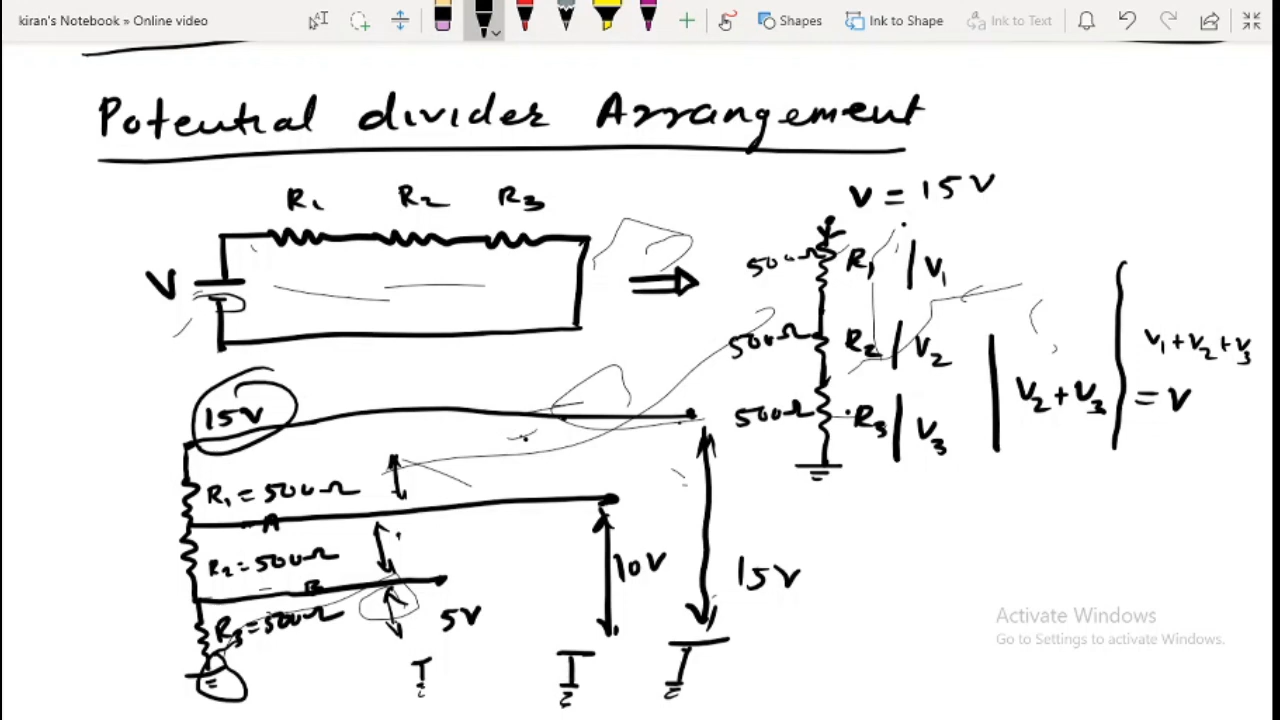 kiran's Notebook » Online video
Shapes
Ink to Shape
Ink to Text
Potential divider Arrangement
R1 R2 R3
V
V = 15V
500Ω R1 V1
500Ω R2 V2
500Ω R3 V3
V2 + V3
V1 + V2 + V3
= V
15V
R1 = 500Ω
A
R2 = 500Ω
B
R3 = 500Ω
5V
10V
15V
Activate Windows
Go to Settings to activate Windows.